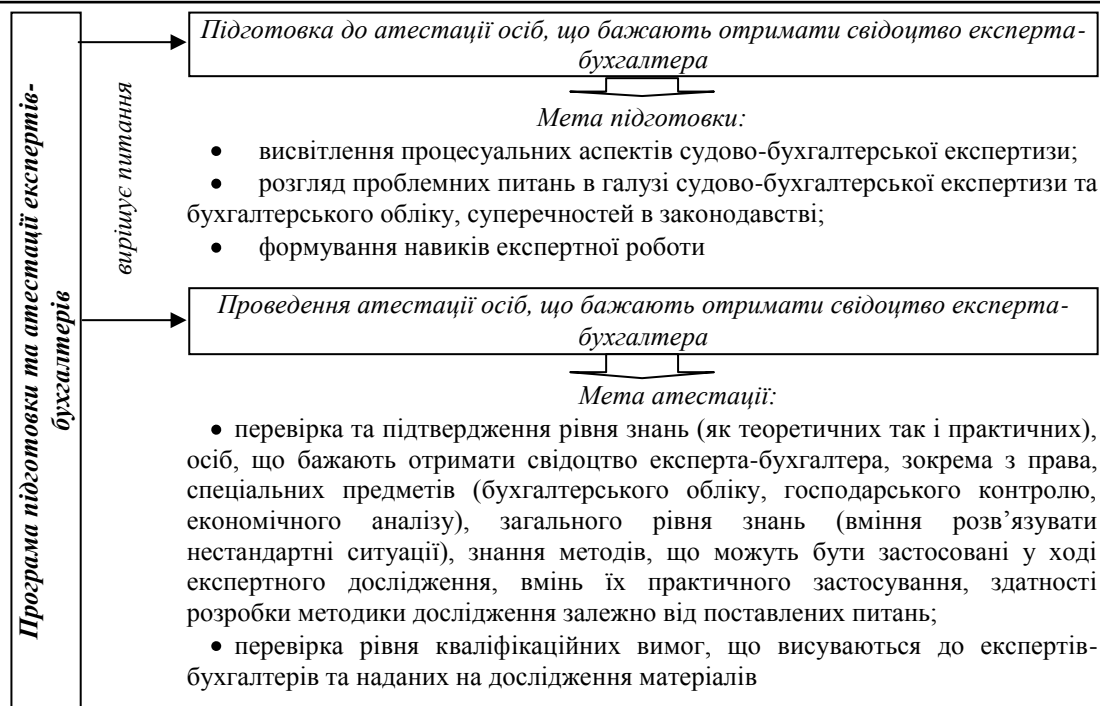 Програма підготовки та атестації експертів-
бухгалтерів
вирішує питання
Підготовка до атестації осіб, що бажають отримати свідоцтво експерта-
бухгалтера
Мета підготовки:
• висвітлення процесуальних аспектів судово-бухгалтерської експертизи;
• розгляд проблемних питань в галузі судово-бухгалтерської експертизи та
бухгалтерського обліку, суперечностей в законодавстві;
• формування навиків експертної роботи
Проведення атестації осіб, що бажають отримати свідоцтво експерта-
бухгалтера
Мета атестації:
• перевірка та підтвердження рівня знань (як теоретичних так і практичних),
осіб, що бажають отримати свідоцтво експерта-бухгалтера, зокрема з права,
спеціальних предметів (бухгалтерського обліку, господарського контролю,
економічного аналізу), загального рівня знань (вміння розв’язувати
нестандартні ситуації), знання методів, що можуть бути застосовані у ході
експертного дослідження, вмінь їх практичного застосування, здатності
розробки методики дослідження залежно від поставлених питань;
• перевірка рівня кваліфікаційних вимог, що висуваються до експертів-
бухгалтерів та наданих на дослідження матеріалів